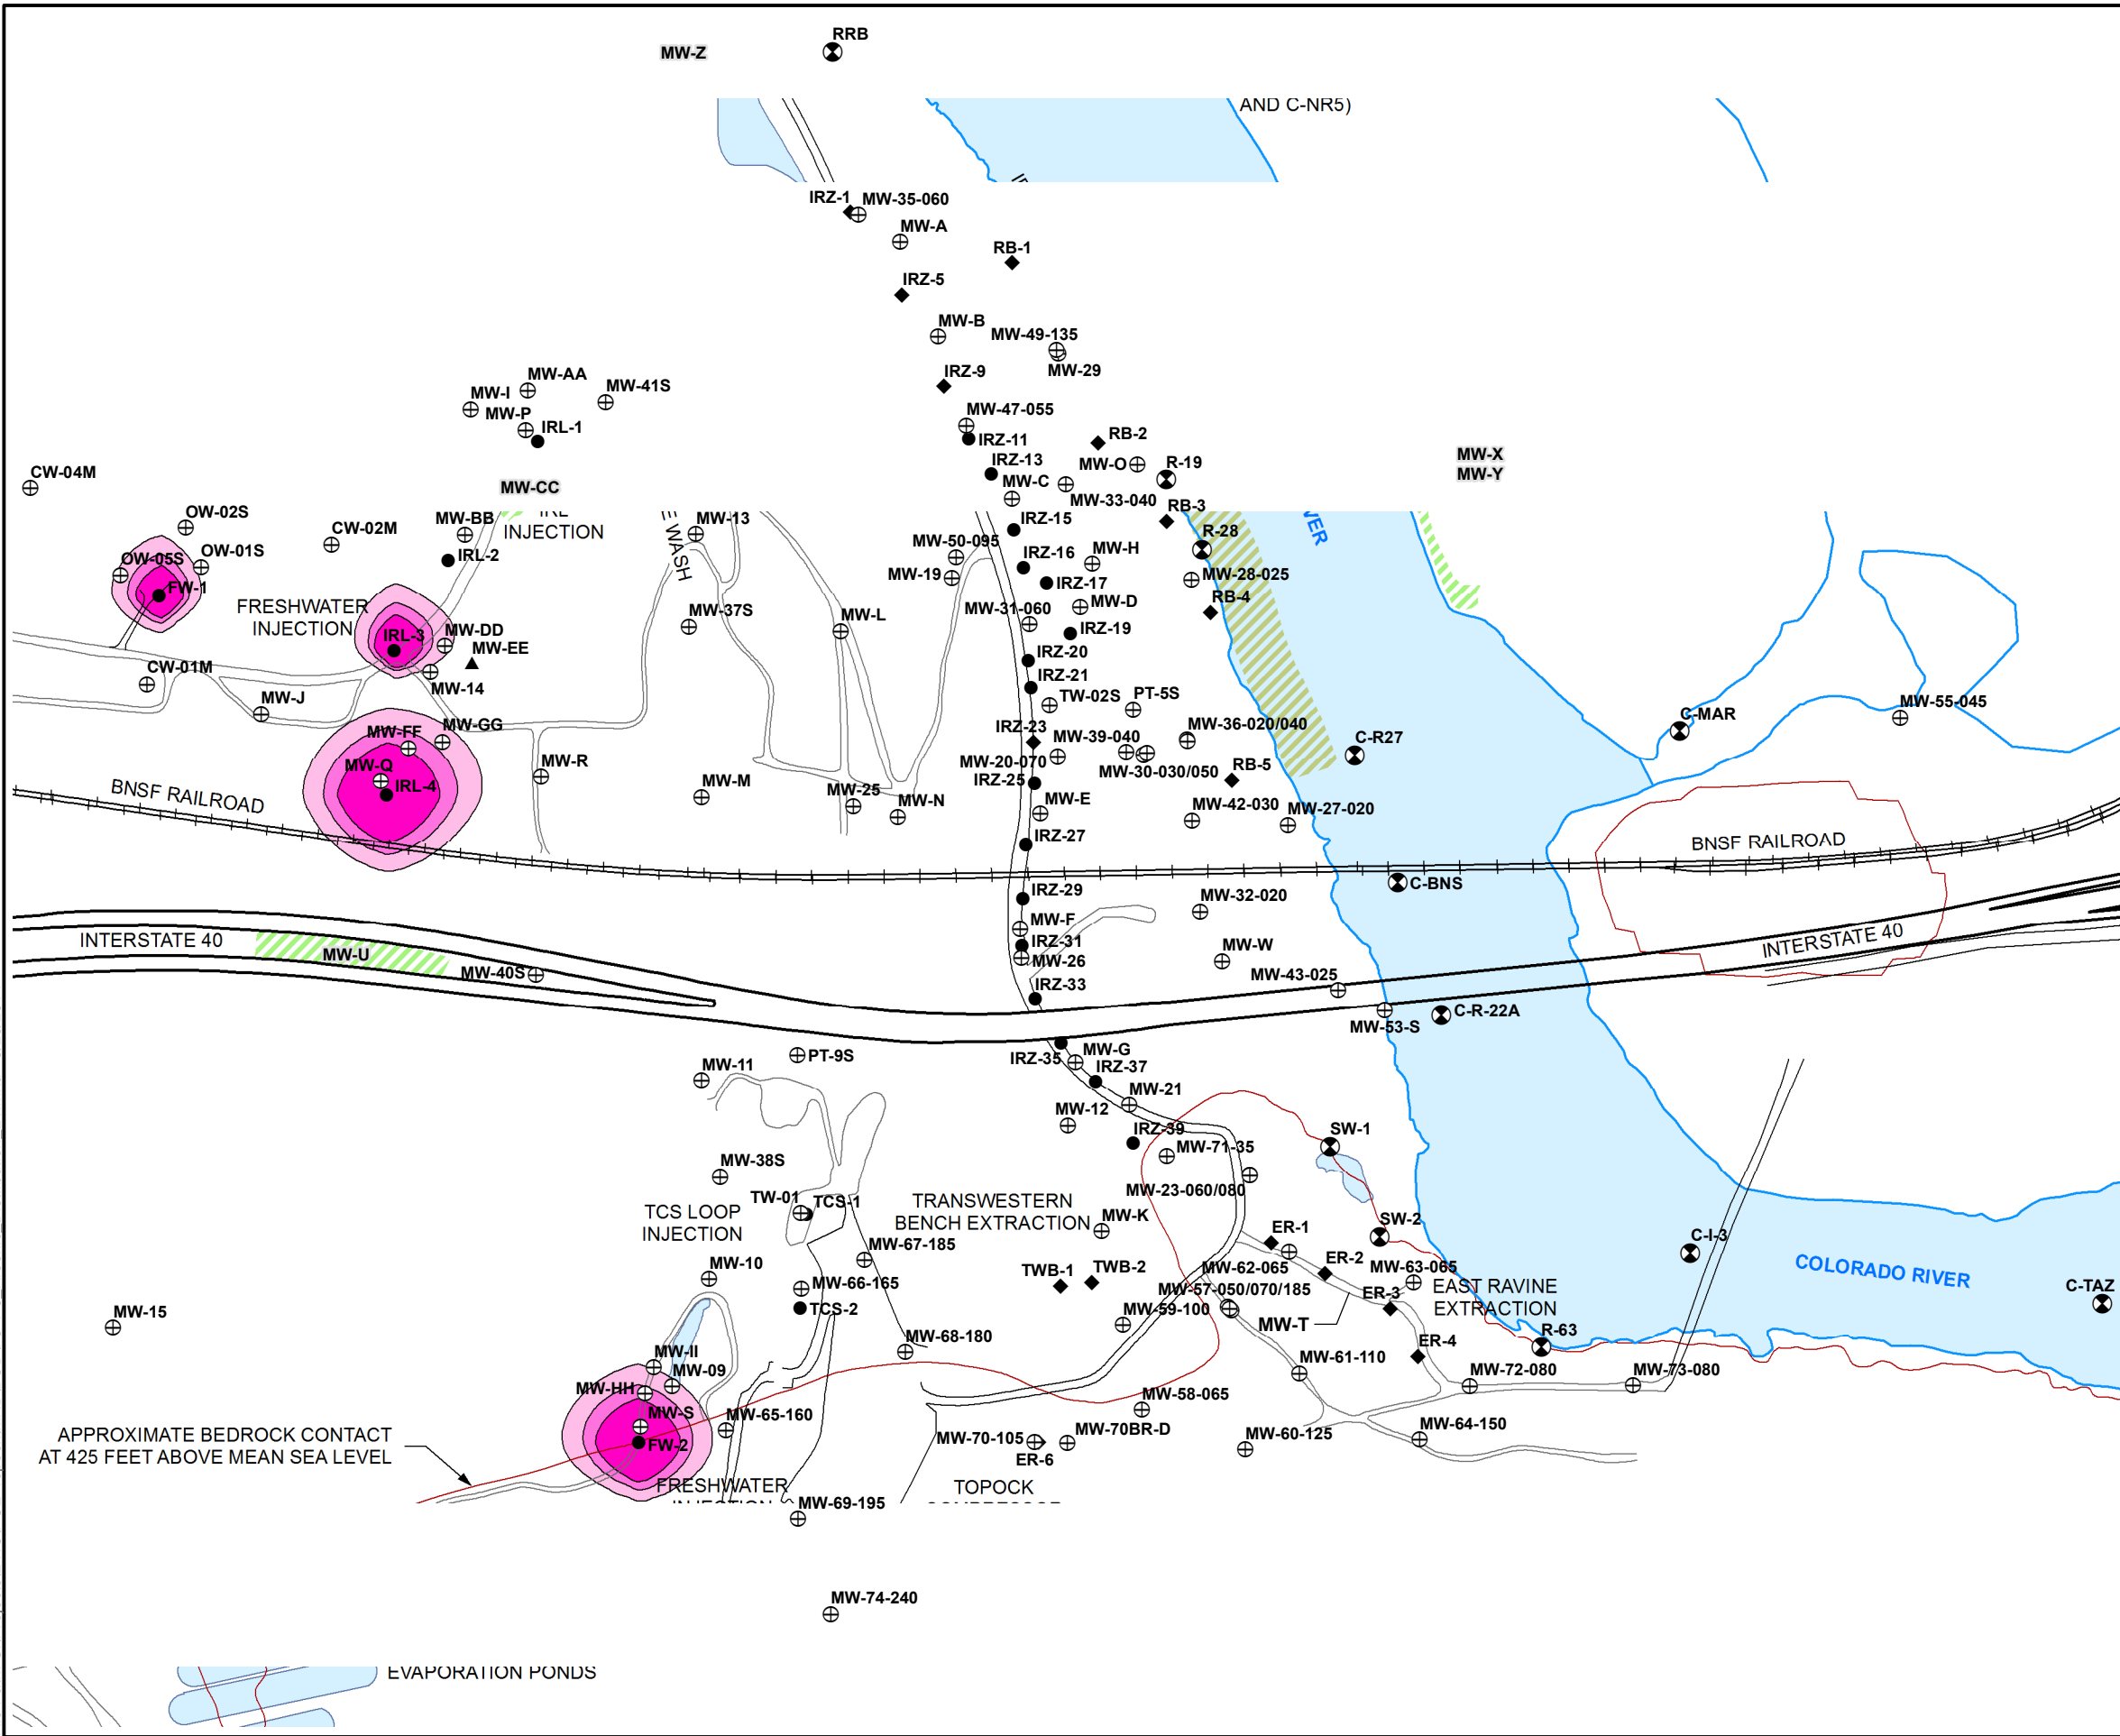 RRB
MW-Z
AND C-NR5)
IRZ-1
MW-35-060
MW-A
RB-1
IRZ-5
MW-B
MW-49-135
MW-29
IRZ-9
MW-AA
MW-41S
MW-I
MW-P
IRL-1
MW-47-055
IRZ-11
RB-2
IRZ-13
MW-O
R-19
MW-X
MW-Y
CW-04M
MW-CC
MW-C
MW-33-040
RB-3
OW-02S
CW-02M
MW-BB
IRL
INJECTION
MW-13
E WASH
IRZ-15
R-28
VER
OW-01S
OW-05S
IRL-2
MW-50-095
IRZ-16
MW-H
MW-19
IRZ-17
MW-28-025
FW-1
FRESHWATER
INJECTION
MW-37S
MW-L
MW-31-060
MW-D
RB-4
IRL-3
MW-DD
MW-EE
IRZ-19
IRZ-20
CW-01M
MW-14
IRZ-21
MW-J
TW-02S
PT-5S
MW-55-045
C-MAR
MW-FF
MW-GG
IRZ-23
MW-39-040
MW-36-020/040
C-R27
MW-Q
IRL-4
MW-R
MW-M
MW-25
MW-N
MW-20-070
MW-30-030/050
RB-5
IRZ-25
MW-E
MW-42-030
MW-27-020
BNSF RAILROAD
IRZ-27
BNSF RAILROAD
IRZ-29
C-BNS
MW-32-020
MW-F
INTERSTATE 40
MW-U
MW-40S
IRZ-31
MW-26
MW-W
INTERSTATE 40
MW-43-025
IRZ-33
C-R-22A
MW-53-S
PT-9S
MW-11
IRZ-35
MW-G
IRZ-37
MW-21
MW-12
IRZ-39
MW-71-35
SW-1
MW-38S
MW-23-060/080
TW-01
TCS-1
TCS LOOP
INJECTION
TRANSWESTERN
BENCH EXTRACTION
MW-K
ER-1
SW-2
C-I-3
MW-67-185
ER-2
MW-10
TWB-1
TWB-2
MW-62-065
MW-63-065
COLORADO RIVER
C-TAZ
MW-66-165
MW-57-050/070/185
EAST RAVINE
EXTRACTION
ER-3
MW-15
TCS-2
MW-59-100
MW-T
MW-68-180
R-63
ER-4
MW-II
MW-09
MW-61-110
MW-72-080
MW-73-080
MW-HH
MW-S
MW-65-160
MW-58-065
APPROXIMATE BEDROCK CONTACT
AT 425 FEET ABOVE MEAN SEA LEVEL
FW-2
MW-70-105
ER-6
MW-70BR-D
MW-60-125
MW-64-150
FRESHWATER
INJECTION
TOPOCK
MW-69-195
MW-74-240
EVAPORATION PONDS